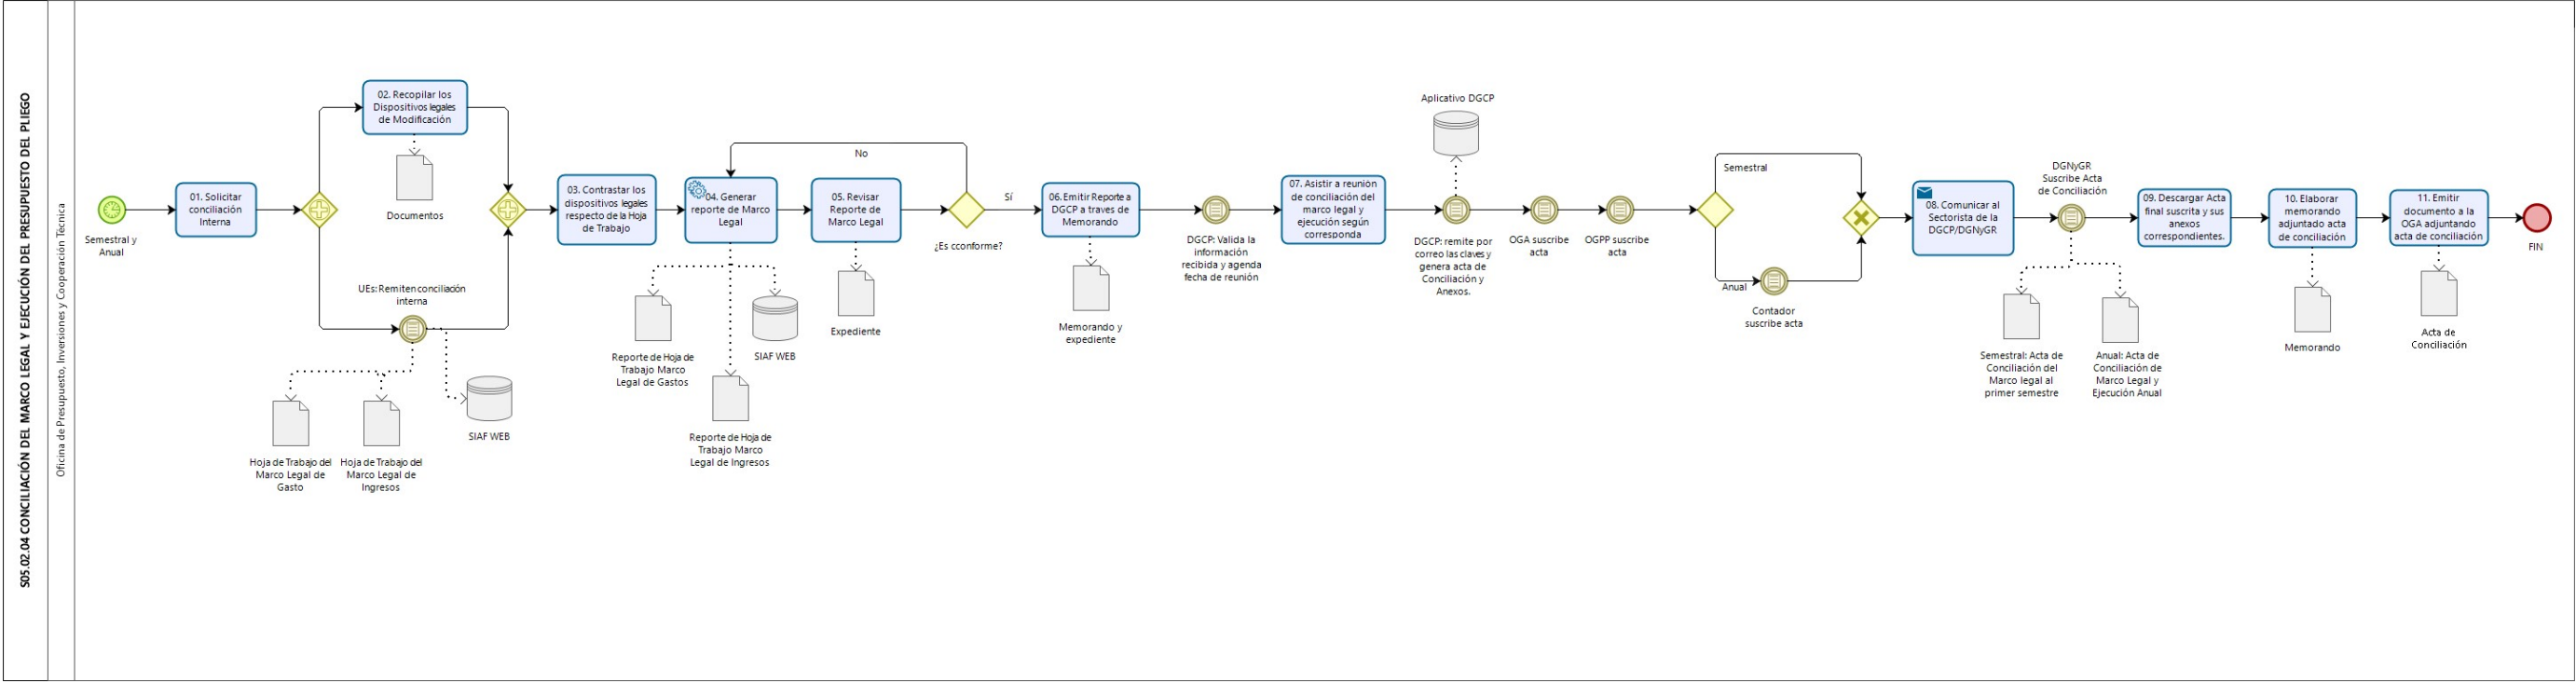 S05.02.04 CONCILIACIÓN DEL MARCO LEGAL Y EJECUCIÓN DEL PRESUPUESTO DEL PLIEGO
Oficina de Presupuesto, Inversiones y Cooperación Técnica
Semestral y
Anual
01. Solicitar
conciliación
Interna
02. Recopilar los
Dispositivos legales
de Modificación
Documentos
UEs: Remiten conciliación
interna
Hoja de Trabajo del
Marco Legal de
Gasto
Hoja de Trabajo del
Marco Legal de
Ingresos
SIAF WEB
03. Contrastar los
dispositivos legales
respecto de la Hoja
de Trabajo
04. Generar
reporte de Marco
Legal
Reporte de Hoja de
Trabajo Marco
Legal de Gastos
Reporte de Hoja de
Trabajo Marco
Legal de Ingresos
SIAF WEB
05. Revisar
Reporte de
Marco Legal
Expediente
No
¿Es cconforme?
Sí
06. Emitir Reporte a
DGCP a traves de
Memorando
Memorando y
expediente
DGCP: Valida la
información
recibida y agenda
fecha de reunión
07. Asistir a reunión
de conciliación del
marco legal y
ejecución según
corresponda
Aplicativo DGCP
DGCP: remite por
correo las claves y
genera acta de
Conciliación y
Anexos.
OGA suscribe
acta
OGPP suscribe
acta
Semestral
Anual
Contador
suscribe acta
08. Comunicar al
Sectorista de la
DGCP/DGNyGR
DGNyGR
Suscribe Acta
de Conciliación
Semestral: Acta de
Conciliación del
Marco legal al
primer semestre
Anual: Acta de
Conciliación de
Marco Legal y
Ejecución Anual
09. Descargar Acta
final suscrita y sus
anexos
correspondientes.
10. Elaborar
memorando
adjuntado acta
de conciliación
Memorando
11. Emitir
documento a la
OGA adjuntando
acta de conciliación
Acta de
Conciliación
FIN